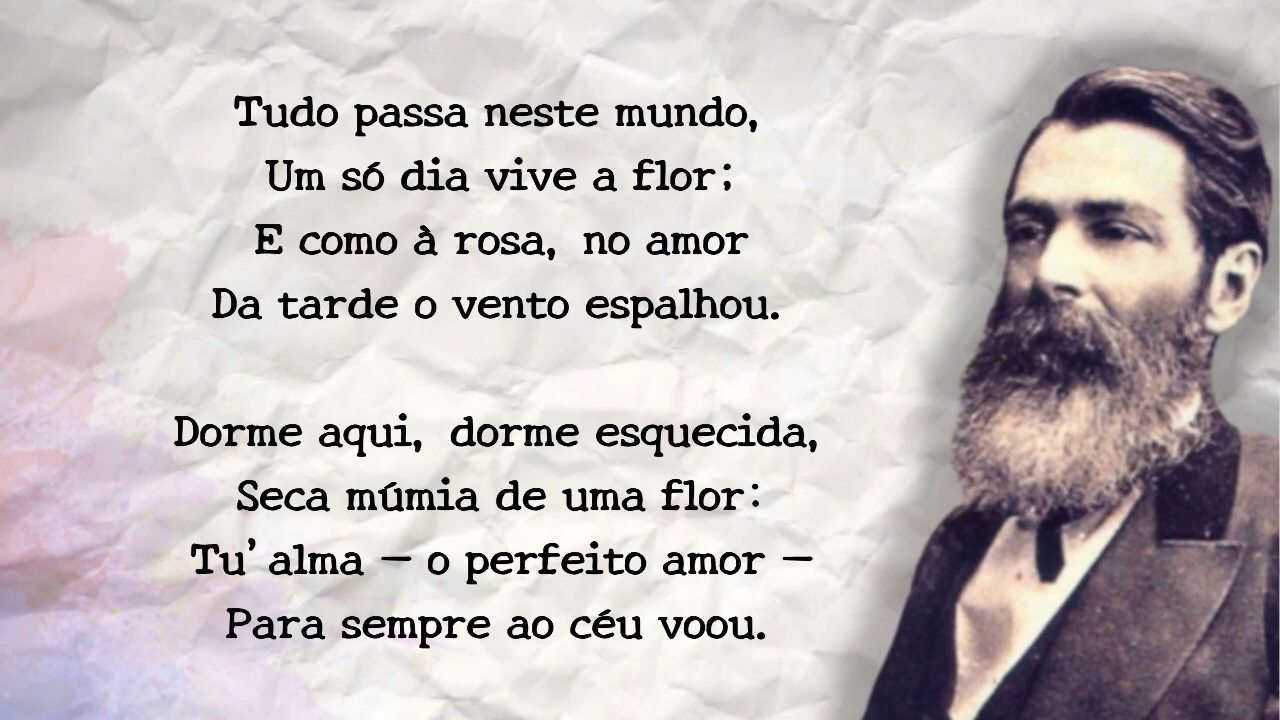 Tudo passa neste mundo,
Um só dia vive a flor;
E como à rosa, no amor
Da tarde o vento espalhou.
Dorme aqui, dorme esquecida,
Seca múmia de uma flor:
Tu' alma — o perfeito amor —
Para sempre ao céu voou.